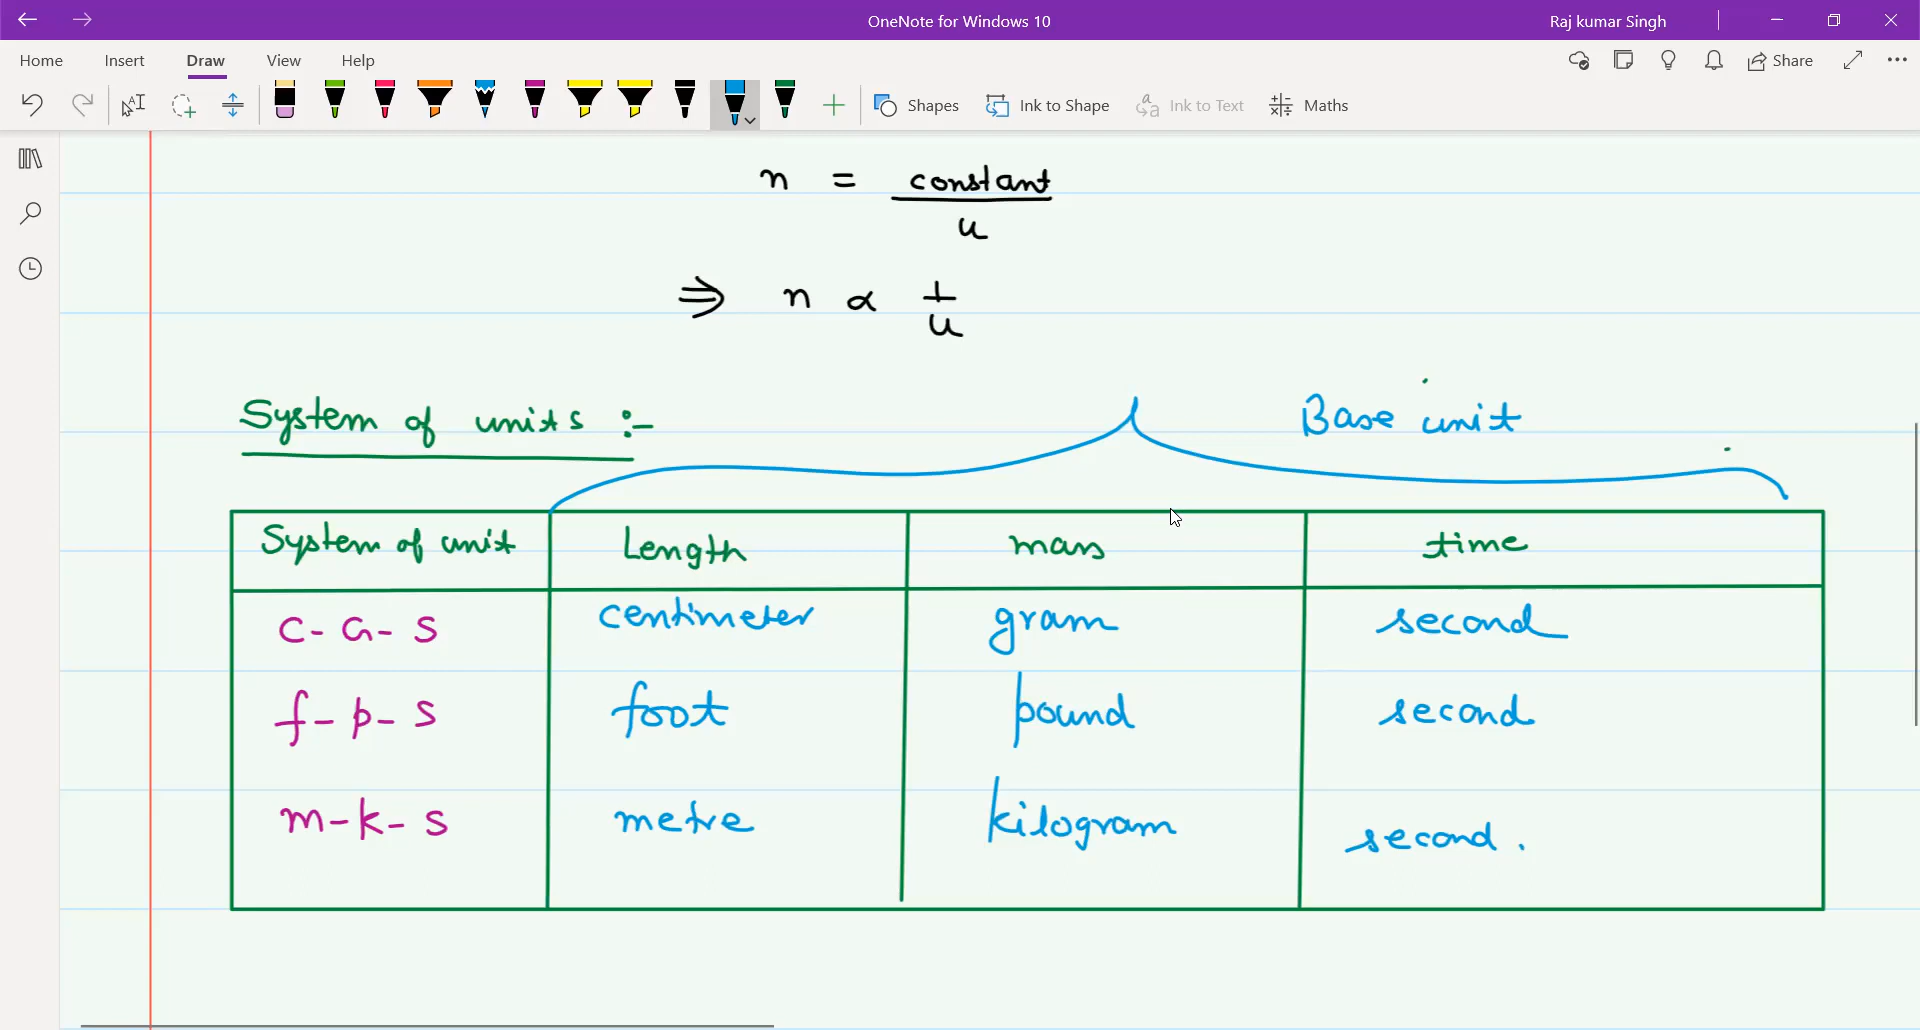 OneNote for Windows 10
Raj kumar Singh
Home Insert Draw View Help
Share
Shapes Ink to Shape Ink to Text Maths
n = constant
u
⇒ n ∝ 1
u
System of units :-
Base unit
System of unit Length mass time
C-G-S centimeter gram second
f-p-s foot pound second
m-k-s metre kilogram second.